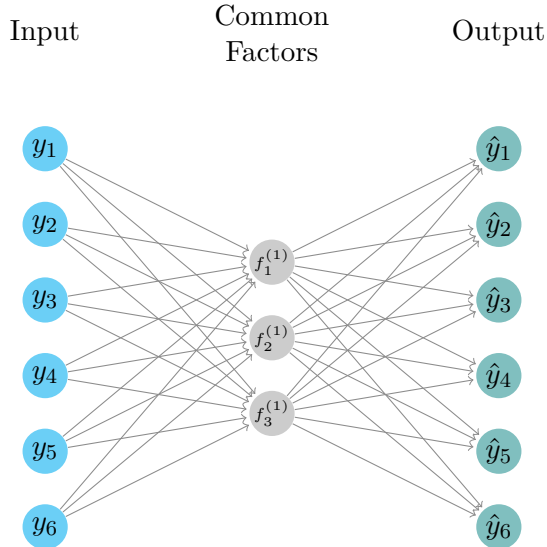 Input
Common
Factors
Output
y₁
y₂
y₃
y₄
y₅
y₆
f₁⁽¹⁾
f₂⁽¹⁾
f₃⁽¹⁾
ŷ₁
ŷ₂
ŷ₃
ŷ₄
ŷ₅
ŷ₆